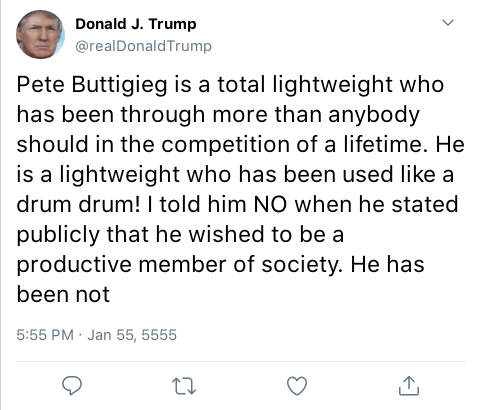 Donald J. Trump
@realDonaldTrump
Pete Buttigieg is a total lightweight who
has been through more than anybody
should in the competition of a lifetime. He
is a lightweight who has been used like a
drum drum! I told him NO when he stated
publicly that he wished to be a
productive member of society. He has
been not
5:55 PM · Jan 55, 5555